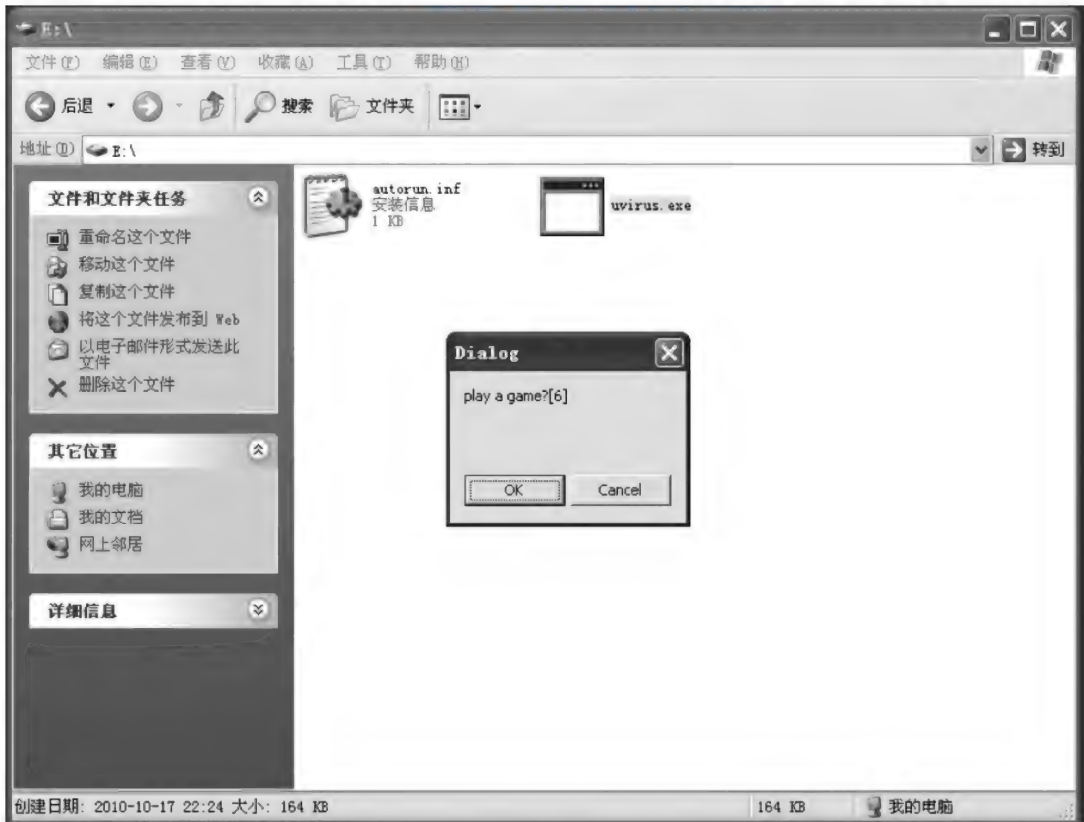 E:\
文件(F) 编辑(E) 查看(V) 收藏(A) 工具(T) 帮助(H)
后退 搜索 文件夹
地址(D) E:\ 转到
文件和文件夹任务
重命名这个文件
移动这个文件
复制这个文件
将这个文件发布到 Web
以电子邮件形式发送此
文件
删除这个文件
其它位置
我的电脑
我的文档
网上邻居
详细信息
autorun.inf
安装信息
1 KB
uvirus.exe
Dialog
play a game?[6]
OK Cancel
创建日期: 2010-10-17 22:24 大小: 164 KB 164 KB 我的电脑